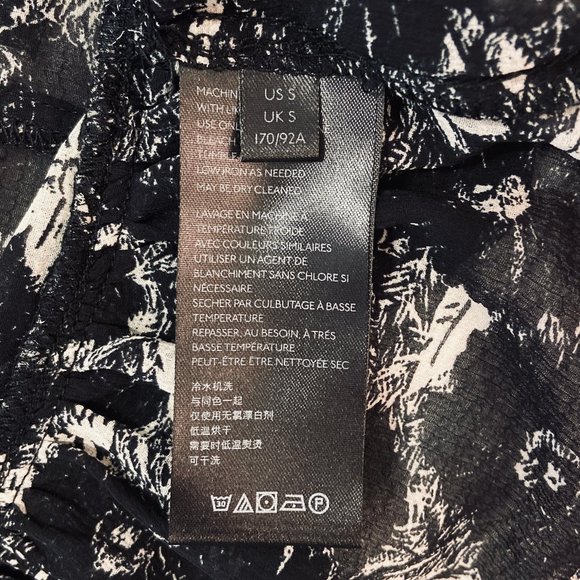 US S
UK S
170/92A
MACHIN
WITH LI
USE ON
LOW IRON AS NEEDED
MAY BE DRY CLEANED
LAVAGE EN MACHINE À
TEMPÉRATURE FROIDE
AVEC COULEURS SIMILAIRES
UTILISER UN AGENT DE
BLANCHIMENT SANS CHLORE SI
NÉCESSAIRE
SECHER PAR CULBUTAGE À BASSE
TEMPERATURE
REPASSER, AU BESOIN, À TRÉS
BASSE TEMPÉRATURE
PEUT-ÊTRE ÊTRE NETTOYÉE SEC
冷水机洗
与同色一起
仅使用无氯漂白剂
低温烘干
需要时低温熨烫
可干洗
30
P